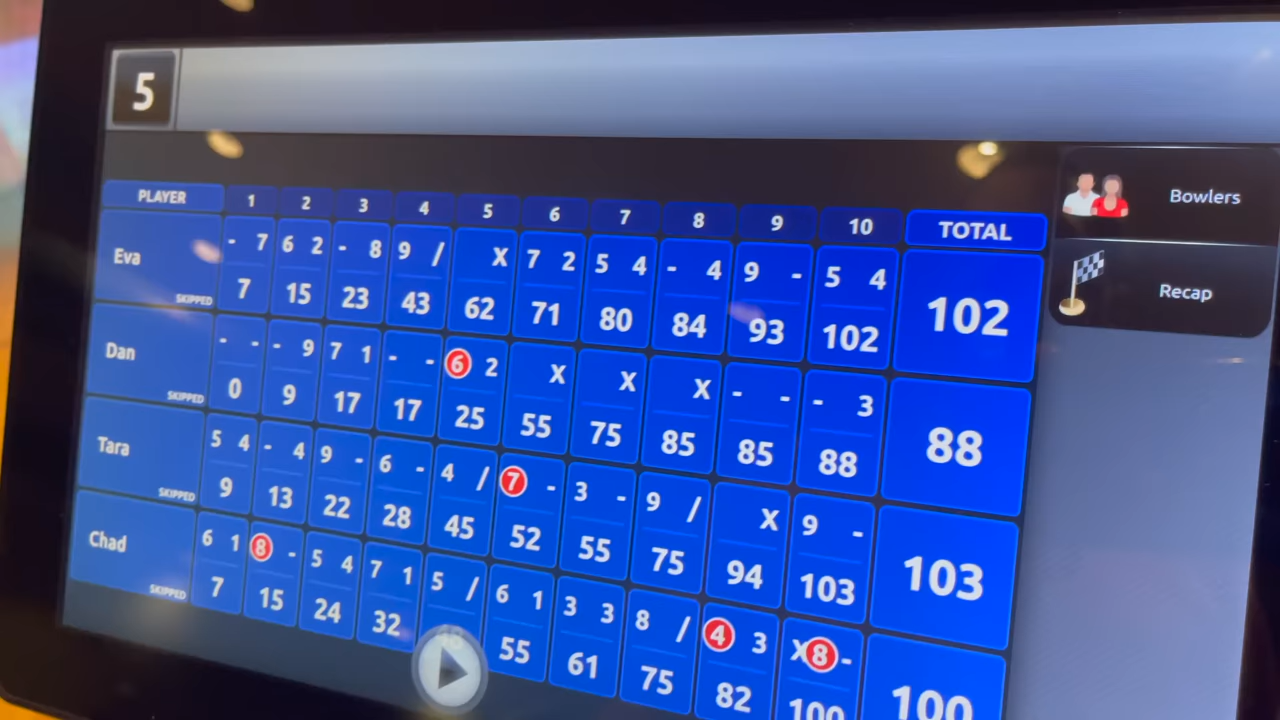 5
PLAYER 1 2 3 4 5 6 7 8 9 10 TOTAL
Bowlers
Recap
Eva - 7 6 2 - 8 9 / X 7 2 5 4 - 4 9 - 5 4
SKIPPED 7 15 23 43 62 71 80 84 93 102 102
Dan - - - 9 7 1 - - 6 2 X X X - - - 3
SKIPPED 0 9 17 17 25 55 75 85 85 88 88
Tara 5 4 - 4 9 - 6 - 4 / 7 - 3 - 9 / X 9 -
SKIPPED 9 13 22 28 45 52 55 75 94 103 103
Chad 6 1 8 - 5 4 7 1 5 / 6 1 3 3 8 / 4 3 X 8 -
SKIPPED 7 15 24 32 55 61 75 82 100 100